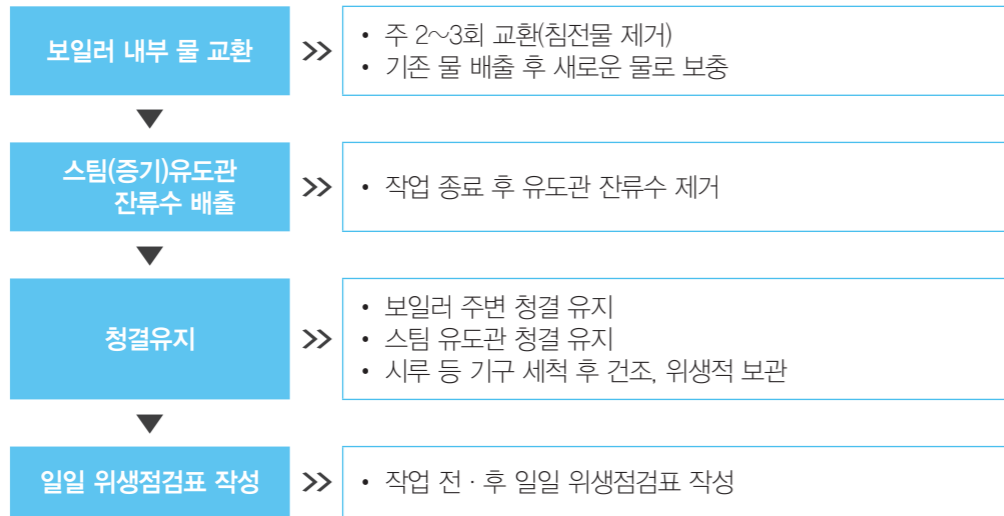 보일러 내부 물 교환
• 주 2~3회 교환(침전물 제거)
• 기존 물 배출 후 새로운 물로 보충
스팀(증기)유도관
잔류수 배출
• 작업 종료 후 유도관 잔류수 제거
청결유지
• 보일러 주변 청결 유지
• 스팀 유도관 청결 유지
• 시루 등 기구 세척 후 건조, 위생적 보관
일일 위생점검표 작성
• 작업 전 · 후 일일 위생점검표 작성